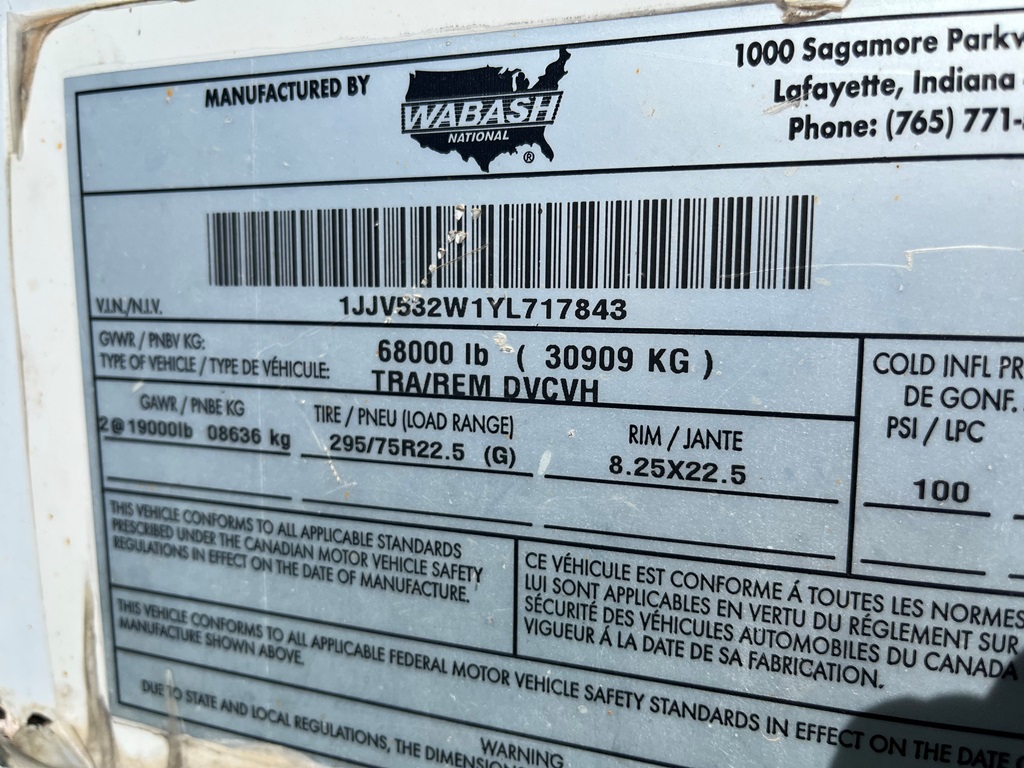 MANUFACTURED BY
WABASH
NATIONAL
®
1000 Sagamore Parkw
Lafayette, Indiana
Phone: (765) 771-
V.I.N./N.I.V.
1JJV532W1YL717843
GVWR / PNBV KG:
68000 lb ( 30909 KG )
TYPE OF VEHICLE / TYPE DE VÉHICULE:
TRA/REM DVCVH
GAWR / PNBE KG
2@19000lb 08636 kg
TIRE / PNEU (LOAD RANGE)
295/75R22.5 (G)
RIM / JANTE
8.25X22.5
COLD INFL PR
DE GONF.
PSI / LPC
100
THIS VEHICLE CONFORMS TO ALL APPLICABLE STANDARDS
PRESCRIBED UNDER THE CANADIAN MOTOR VEHICLE SAFETY
REGULATIONS IN EFFECT ON THE DATE OF MANUFACTURE.
CE VÉHICULE EST CONFORME Á TOUTES LES NORMES
LUI SONT APPLICABLES EN VERTU DU RÉGLEMENT SUR
SÉCURITÉ DES VÉHICULES AUTOMOBILES DU CANADA
VIGUEUR Á LA DATE DE SA FABRICATION.
THIS VEHICLE CONFORMS TO ALL APPLICABLE FEDERAL MOTOR VEHICLE SAFETY STANDARDS IN EFFECT ON THE DATE
MANUFACTURE SHOWN ABOVE.
WARNING
DUE TO STATE AND LOCAL REGULATIONS, THE DIMENSIONS